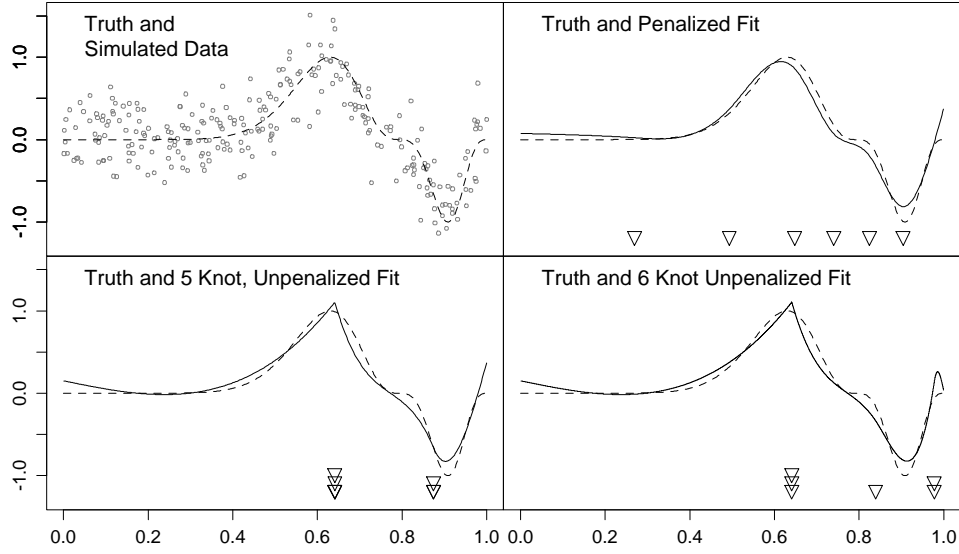 Truth and
Simulated Data
Truth and Penalized Fit
1.0
0.0
-1.0
Truth and 5 Knot, Unpenalized Fit
Truth and 6 Knot Unpenalized Fit
1.0
0.0
-1.0
0.0 0.2 0.4 0.6 0.8 1.0
0.0 0.2 0.4 0.6 0.8 1.0